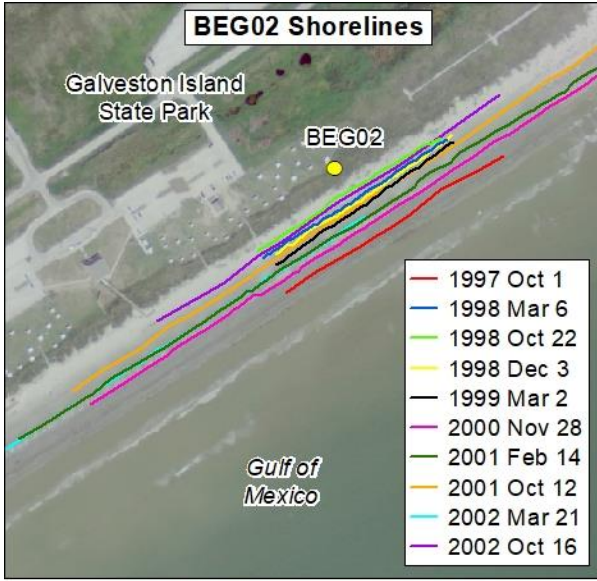 BEG02 Shorelines
Galveston Island
State Park
BEG02
1997 Oct 1
1998 Mar 6
1998 Oct 22
1998 Dec 3
1999 Mar 2
2000 Nov 28
2001 Feb 14
2001 Oct 12
2002 Mar 21
2002 Oct 16
Gulf of
Mexico